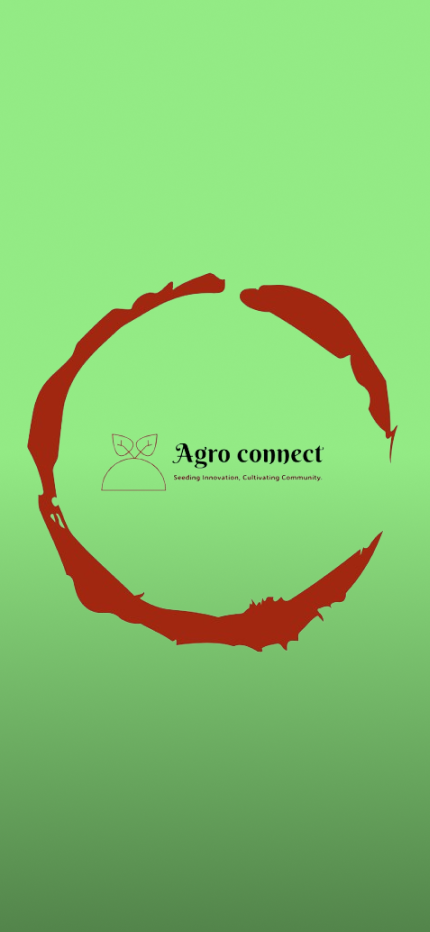 Agro connect
Seeding Innovation, Cultivating Community.